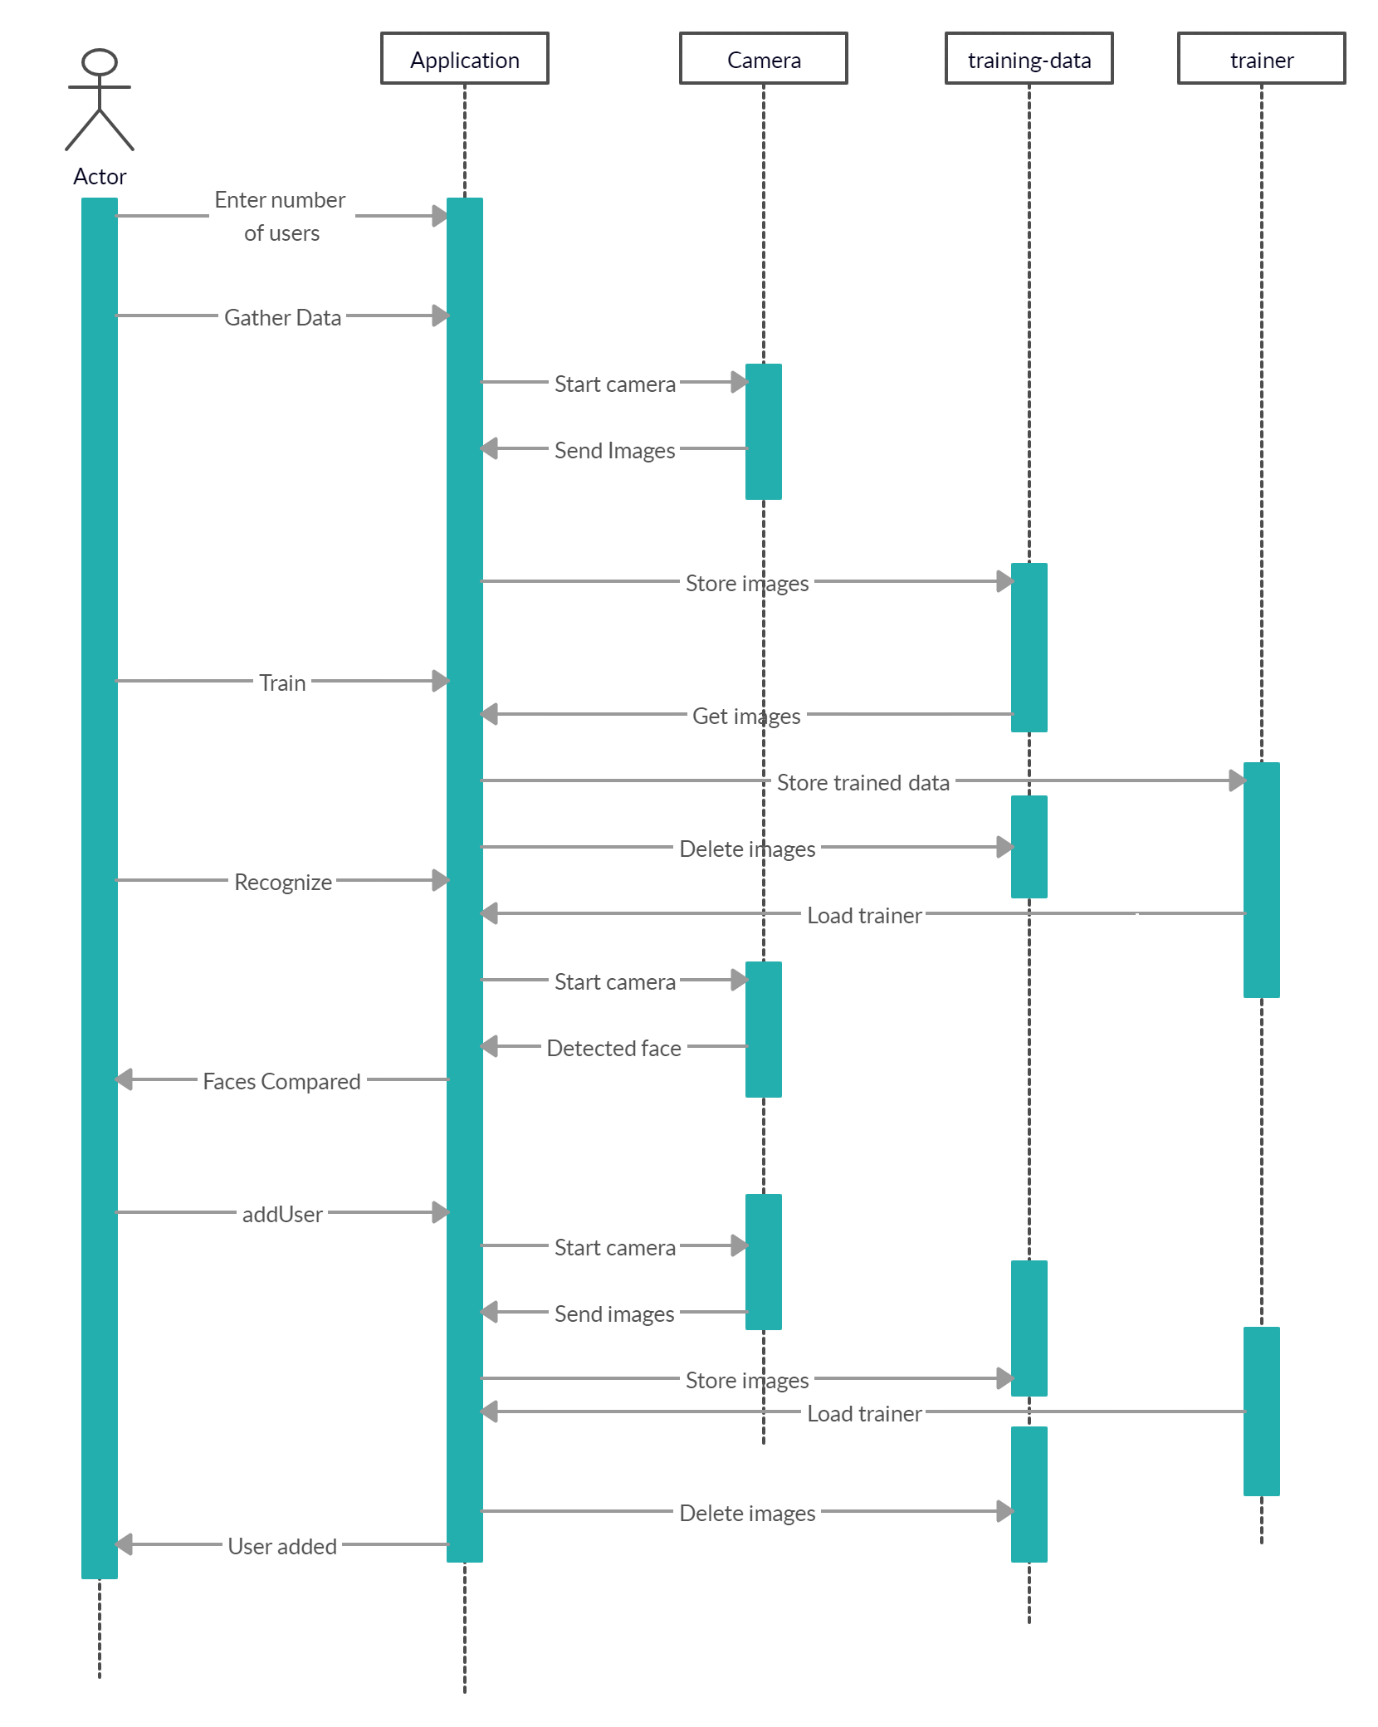 Application
Camera
training-data
trainer
Actor
Enter number
of users
Gather Data
Start camera
Send Images
Store images
Train
Get images
Store trained data
Delete images
Recognize
Load trainer
Start camera
Detected face
Faces Compared
addUser
Start camera
Send images
Store images
Load trainer
Delete images
User added